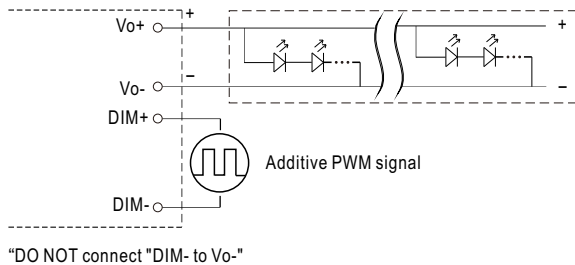 Vo+
+
+
Vo-
–
–
DIM+
Additive PWM signal
DIM-
“DO NOT connect "DIM- to Vo-"